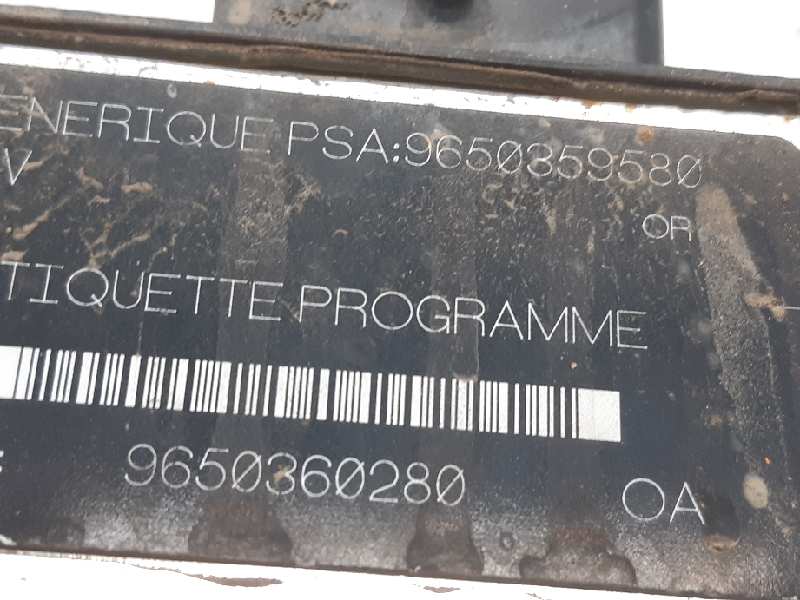 ENERIQUE PSA:9650359580
V
OR
TIQUETTE PROGRAMME
: 9650360280 OA